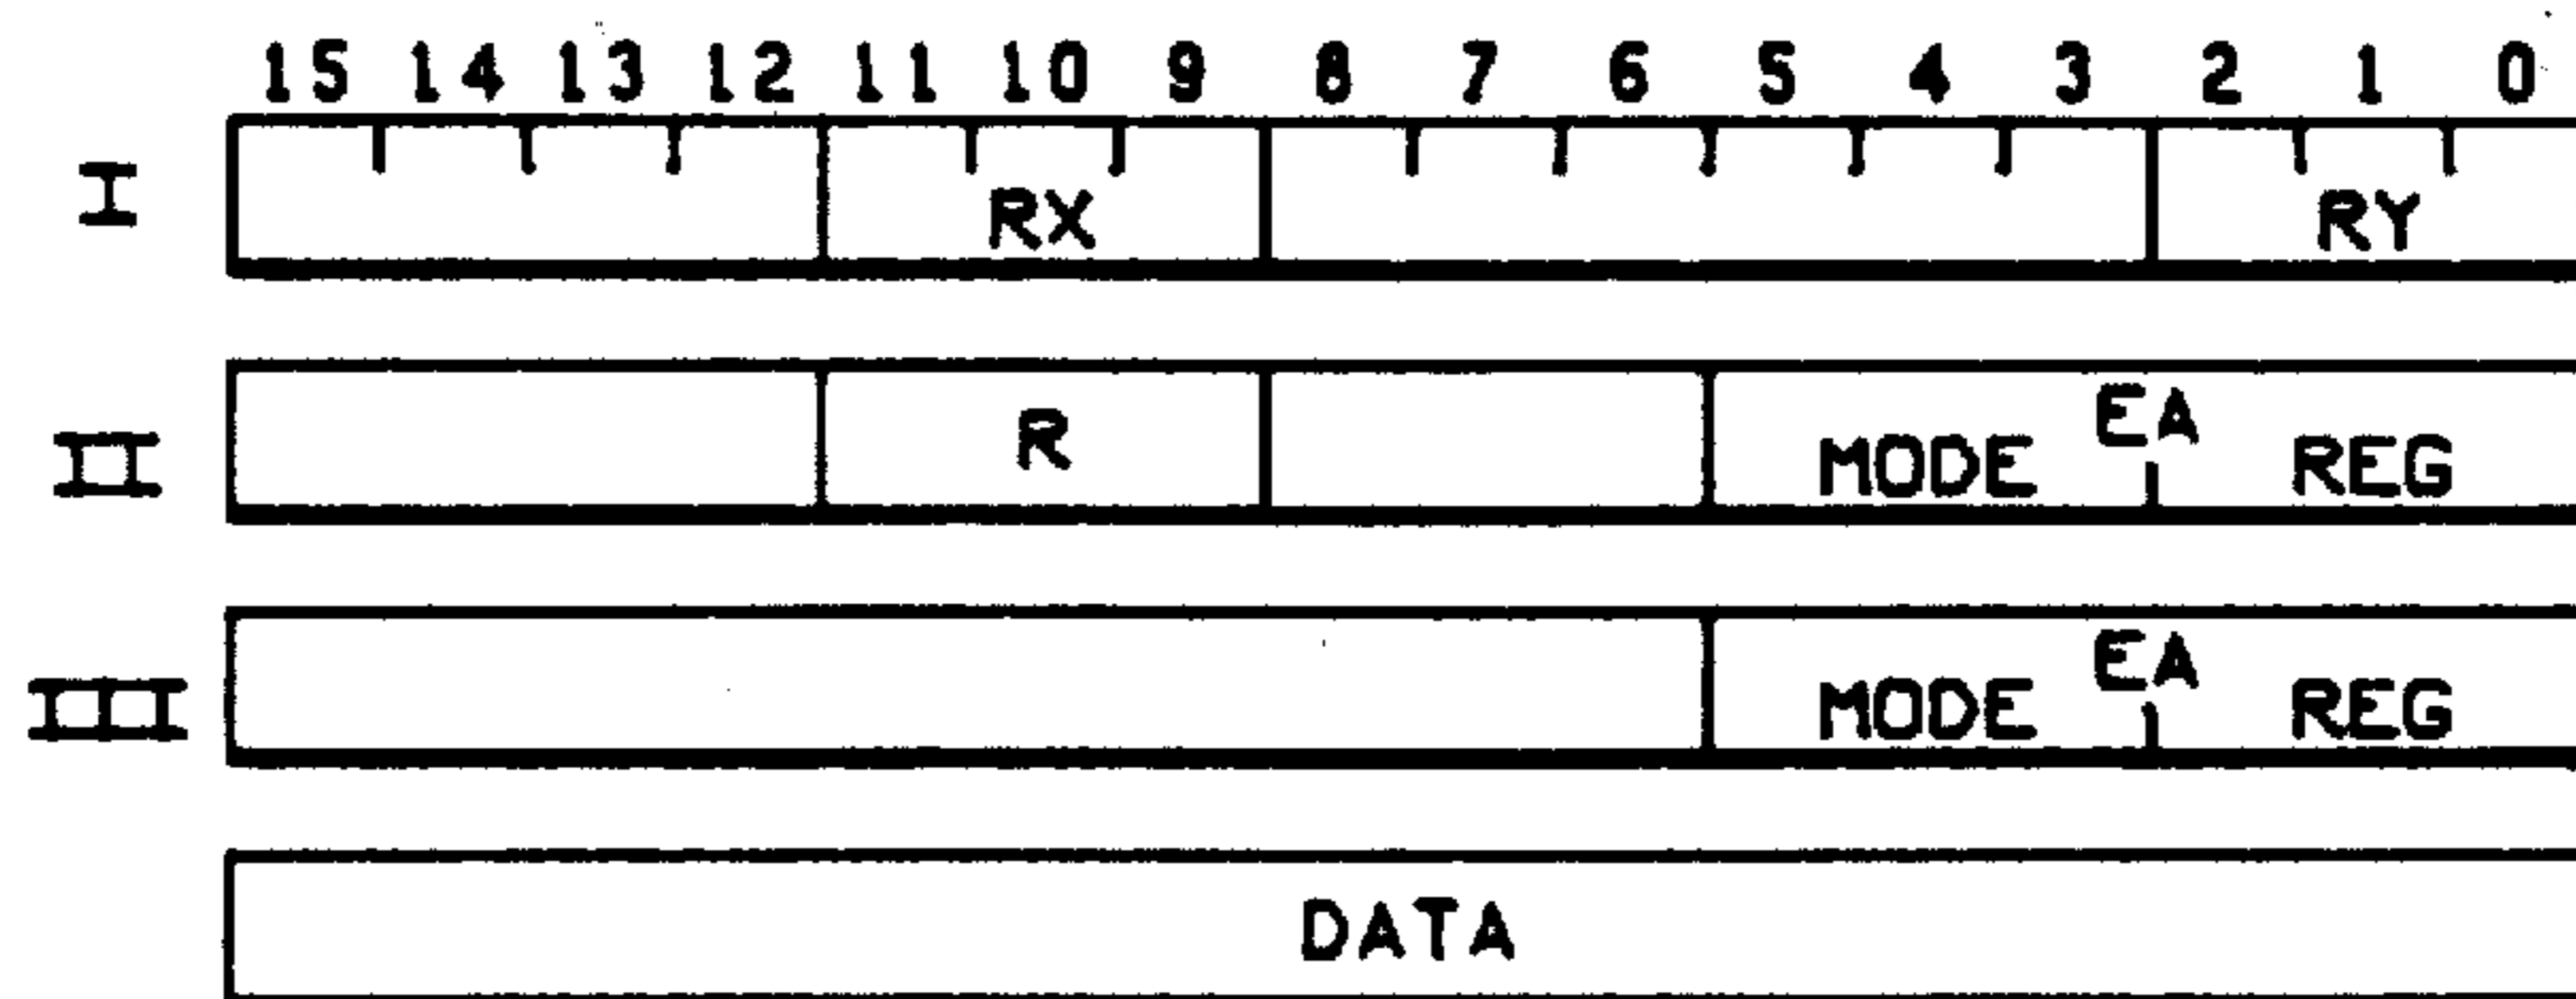 15 14 13 12 11 10 9 8 7 6 5 4 3 2 1 0
I RX RY
II R MODE EA REG
III MODE EA REG
DATA